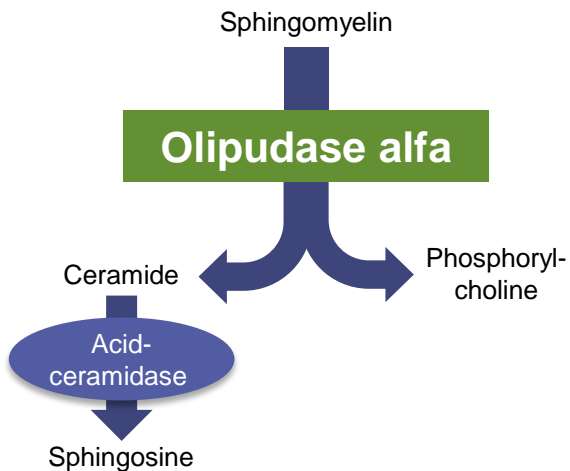 Sphingomyelin
Olipudase alfa
Ceramide
Phosphoryl-
choline
Acid-
ceramidase
Sphingosine